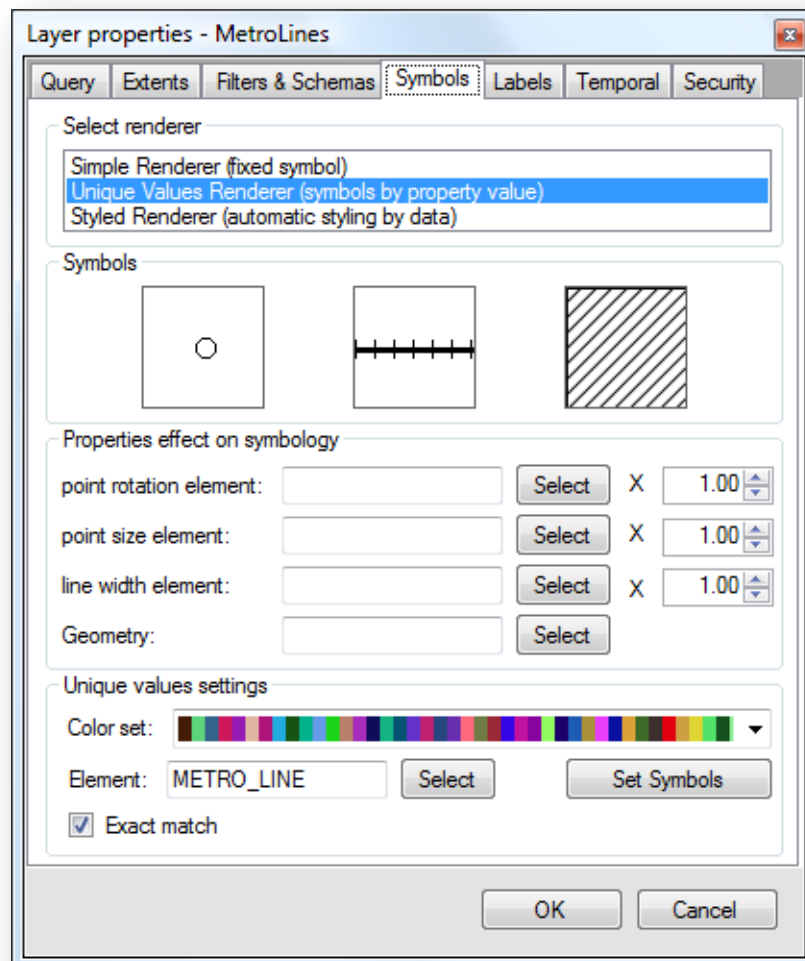 Layer properties - MetroLines
x
Query Extents Filters & Schemas Symbols Labels Temporal Security
Select renderer
Simple Renderer (fixed symbol)
Unique Values Renderer (symbols by property value)
Styled Renderer (automatic styling by data)
Symbols
Properties effect on symbology
point rotation element: Select X 1.00
point size element: Select X 1.00
line width element: Select X 1.00
Geometry: Select
Unique values settings
Color set:
Element: METRO_LINE Select Set Symbols
Exact match
OK Cancel